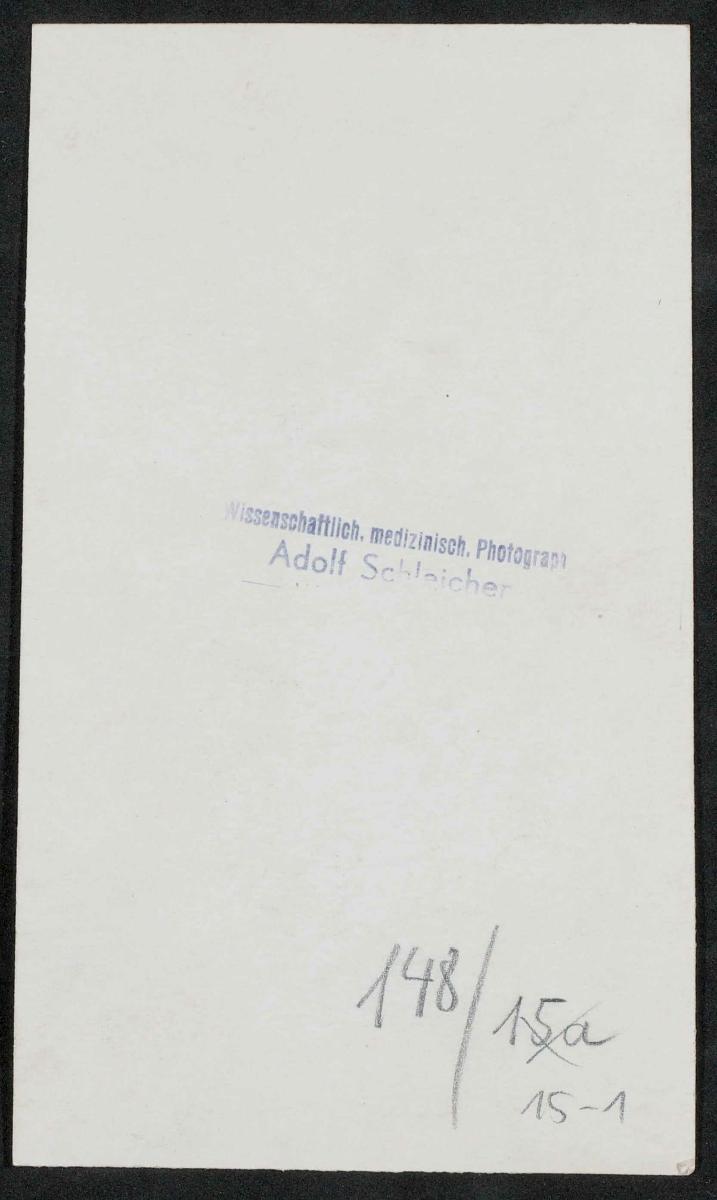 Wissenschaftlich. medizinisch. Photograph
Adolf Schleicher
148/15a
15-1